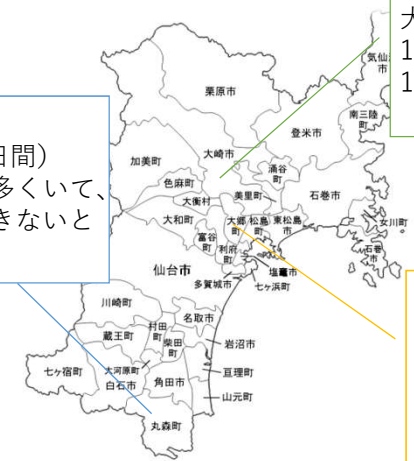 大
1
1
日間)
多くいて、
きないと
気仙沼
市
栗原市
南三陸
町
登米市
大崎市
加美町
涌谷
町
色麻町
美里町
石巻市
大衡村
女川町
大和町
大郷
町
松島
町
東松島
市
富谷
町
利府
町
石巻
市
仙台市
塩竈市
多賀城市
七ヶ浜町
川崎町
名取市
村田
町
蔵王町
柴田
町
岩沼市
七ヶ宿町
大河原町
亘理町
白石市
角田市
山元町
丸森町